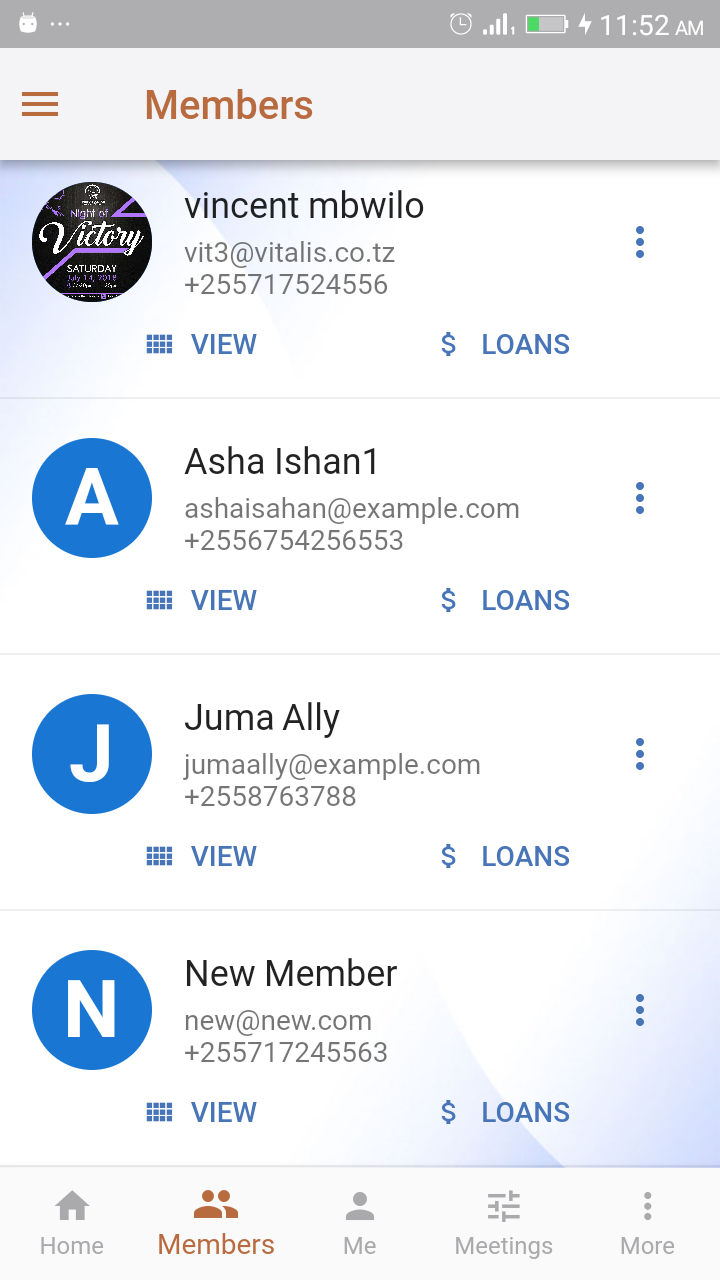 11:52 AM
Members
Night of
Victory
SATURDAY
July 14, 2018
vincent mbwilo
vit3@vitalis.co.tz
+255717524556
VIEW
$ LOANS
A
Asha Ishan1
ashaisahan@example.com
+2556754256553
VIEW
$ LOANS
J
Juma Ally
jumaally@example.com
+2558763788
VIEW
$ LOANS
N
New Member
new@new.com
+255717245563
VIEW
$ LOANS
Home
Members
Me
Meetings
More